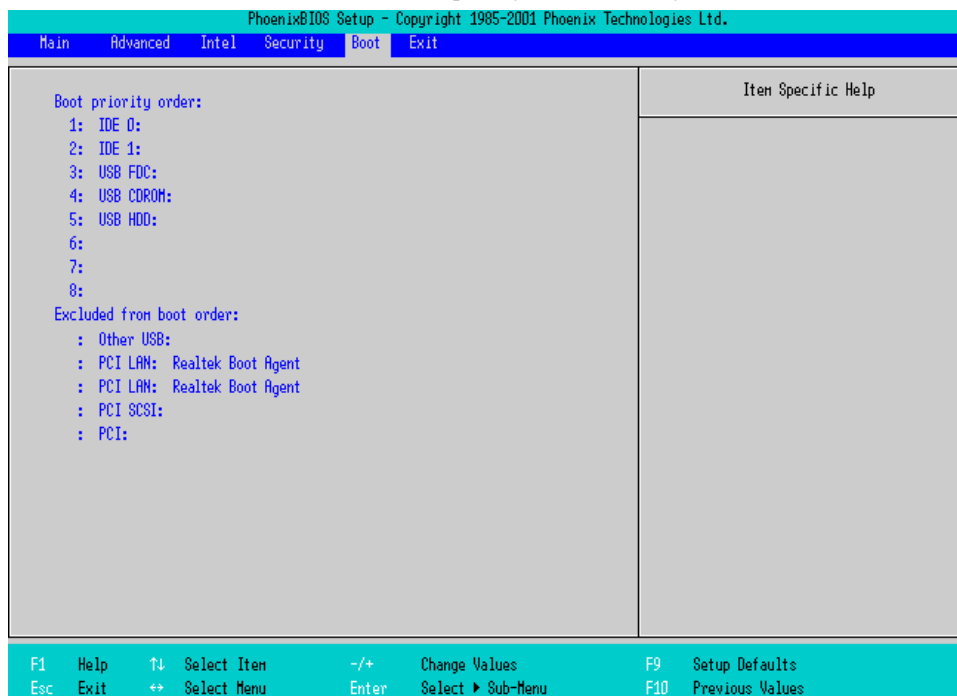 PhoenixBIOS Setup - Copyright 1985-2001 Phoenix Technologies Ltd.
Main Advanced Intel Security Boot Exit
Item Specific Help
Boot priority order:
1: IDE 0:
2: IDE 1:
3: USB FDC:
4: USB CDROM:
5: USB HDD:
6:
7:
8:
Excluded from boot order:
: Other USB:
: PCI LAN: Realtek Boot Agent
: PCI LAN: Realtek Boot Agent
: PCI SCSI:
: PCI:
F1 Help ↑↓ Select Item -/+ Change Values F9 Setup Defaults
Esc Exit ↔ Select Menu Enter Select ▶ Sub-Menu F10 Previous Values